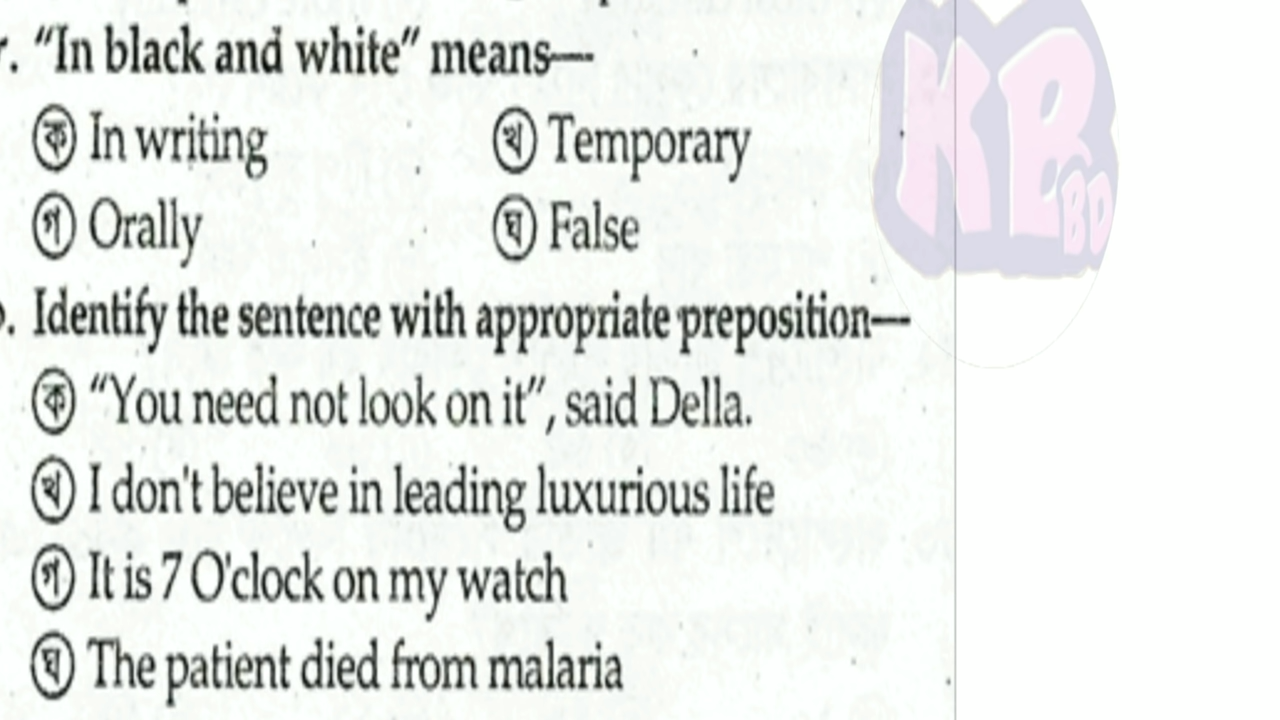 “In black and white” means—
ক In writing খ Temporary
গ Orally ঘ False
Identify the sentence with appropriate preposition—
ক “You need not look on it”, said Della.
খ I don't believe in leading luxurious life
গ It is 7 O'clock on my watch
ঘ The patient died from malaria
KB
BD